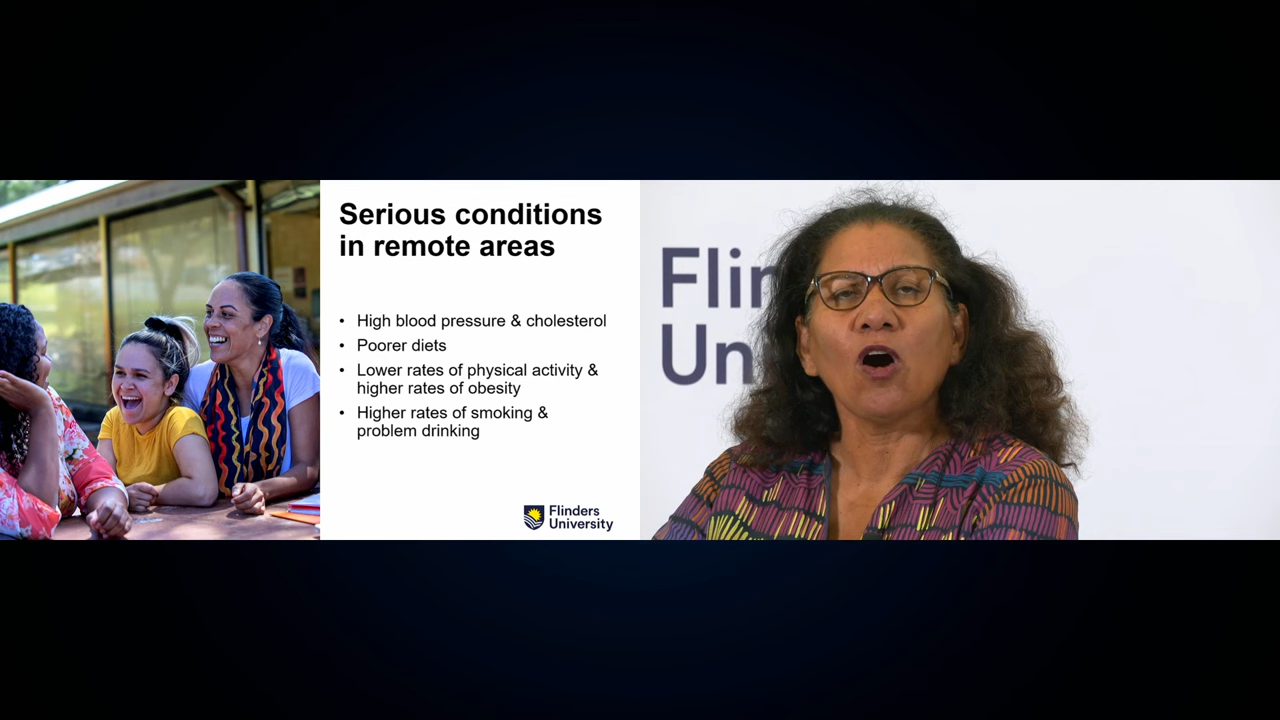 Serious conditions
in remote areas
• High blood pressure & cholesterol
• Poorer diets
• Lower rates of physical activity &
higher rates of obesity
• Higher rates of smoking &
problem drinking
Flinders
University
Flin
Un